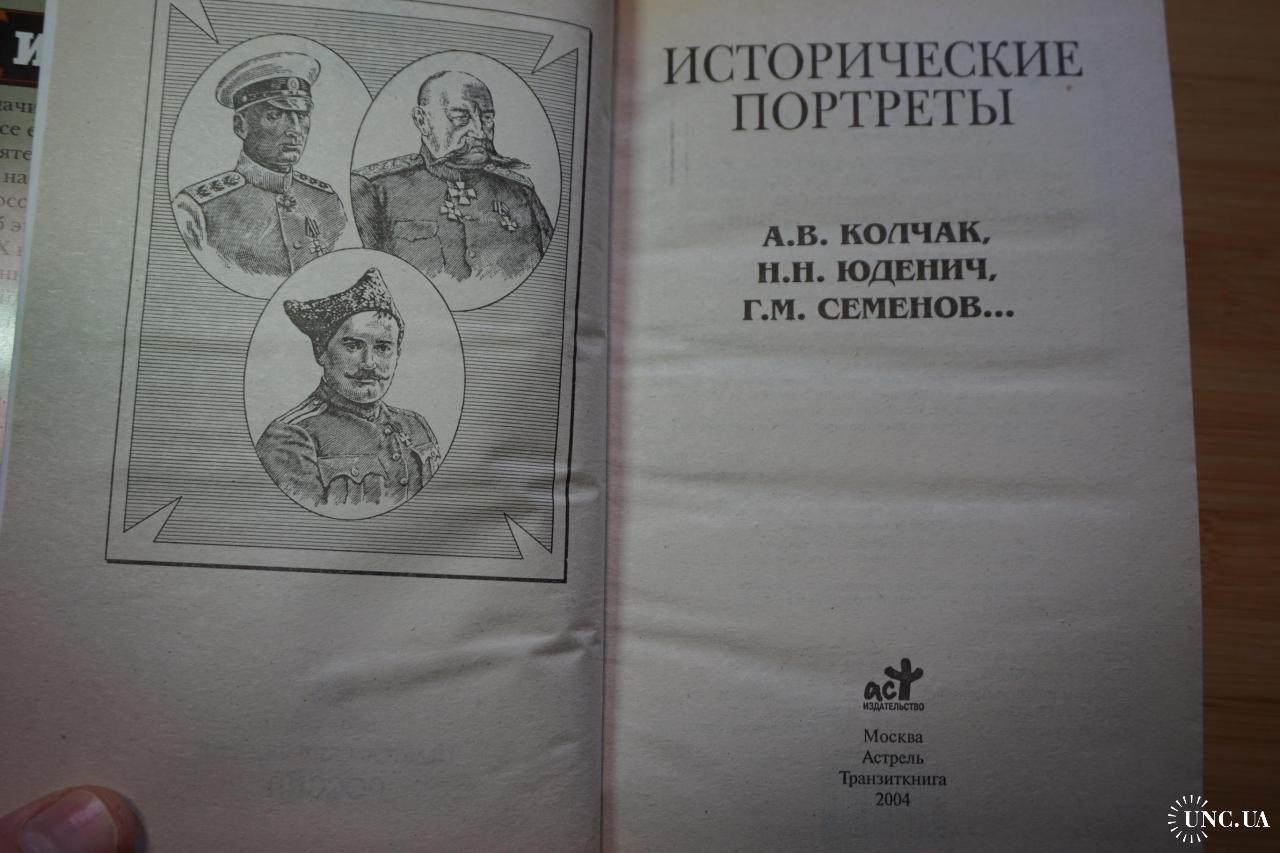 ИСТОРИЧЕСКИЕ
ПОРТРЕТЫ
А.В. КОЛЧАК,
Н.Н. ЮДЕНИЧ,
Г.М. СЕМЕНОВ...
аст
ИЗДАТЕЛЬСТВО
Москва
Астрель
Транзиткнига
2004
UNC.UA